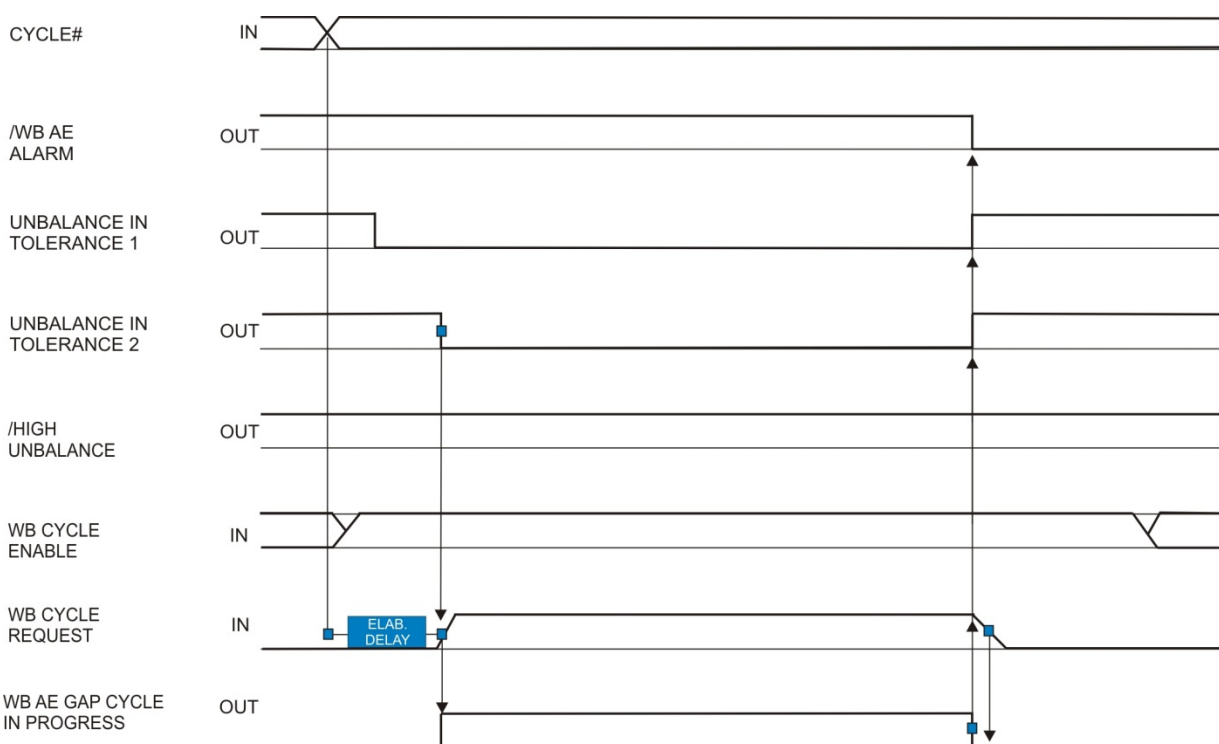 CYCLE#
IN
/WB AE
ALARM
OUT
UNBALANCE IN
TOLERANCE 1
OUT
UNBALANCE IN
TOLERANCE 2
OUT
/HIGH
UNBALANCE
OUT
WB CYCLE
ENABLE
IN
WB CYCLE
REQUEST
IN
ELAB.
DELAY
WB AE GAP CYCLE
IN PROGRESS
OUT